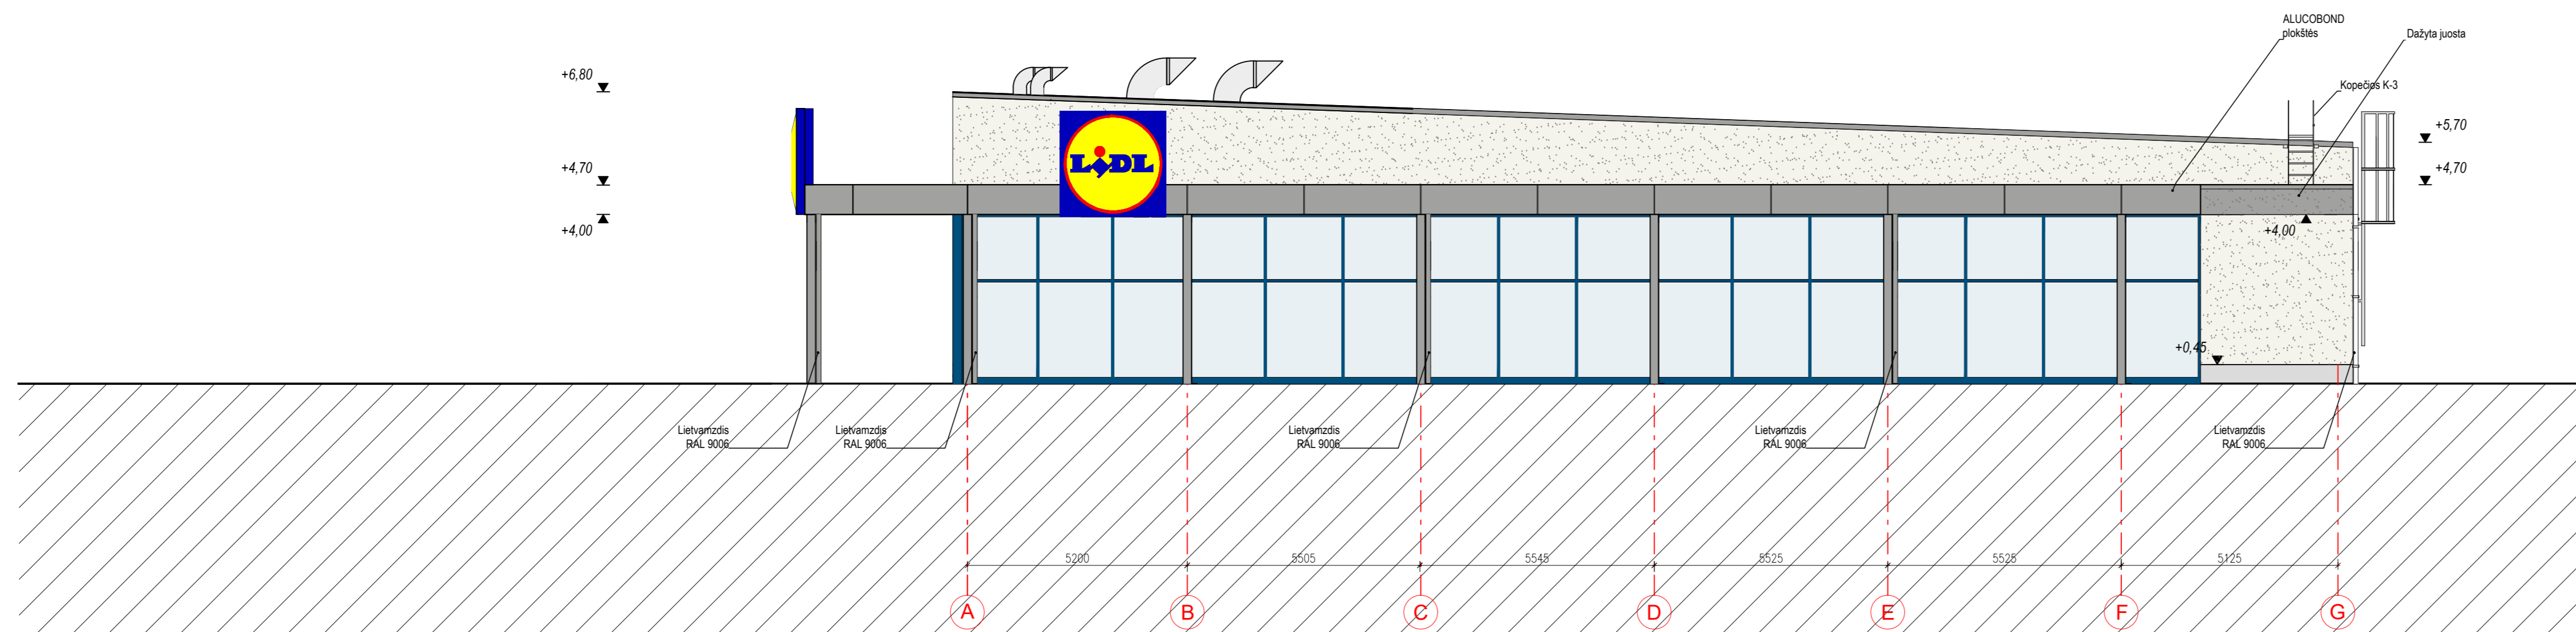 ALUCOBOND
plokštės
Dažyta juosta
+6,80
Kopečios K-3
+5,70
LiDL
+4,70
+4,70
+4,00
+4,00
+0,45
Lietvamzdis
RAL 9006
Lietvamzdis
RAL 9006
Lietvamzdis
RAL 9006
Lietvamzdis
RAL 9006
Lietvamzdis
RAL 9006
5200
5505
5545
5525
5525
5125
A
B
C
D
E
F
G